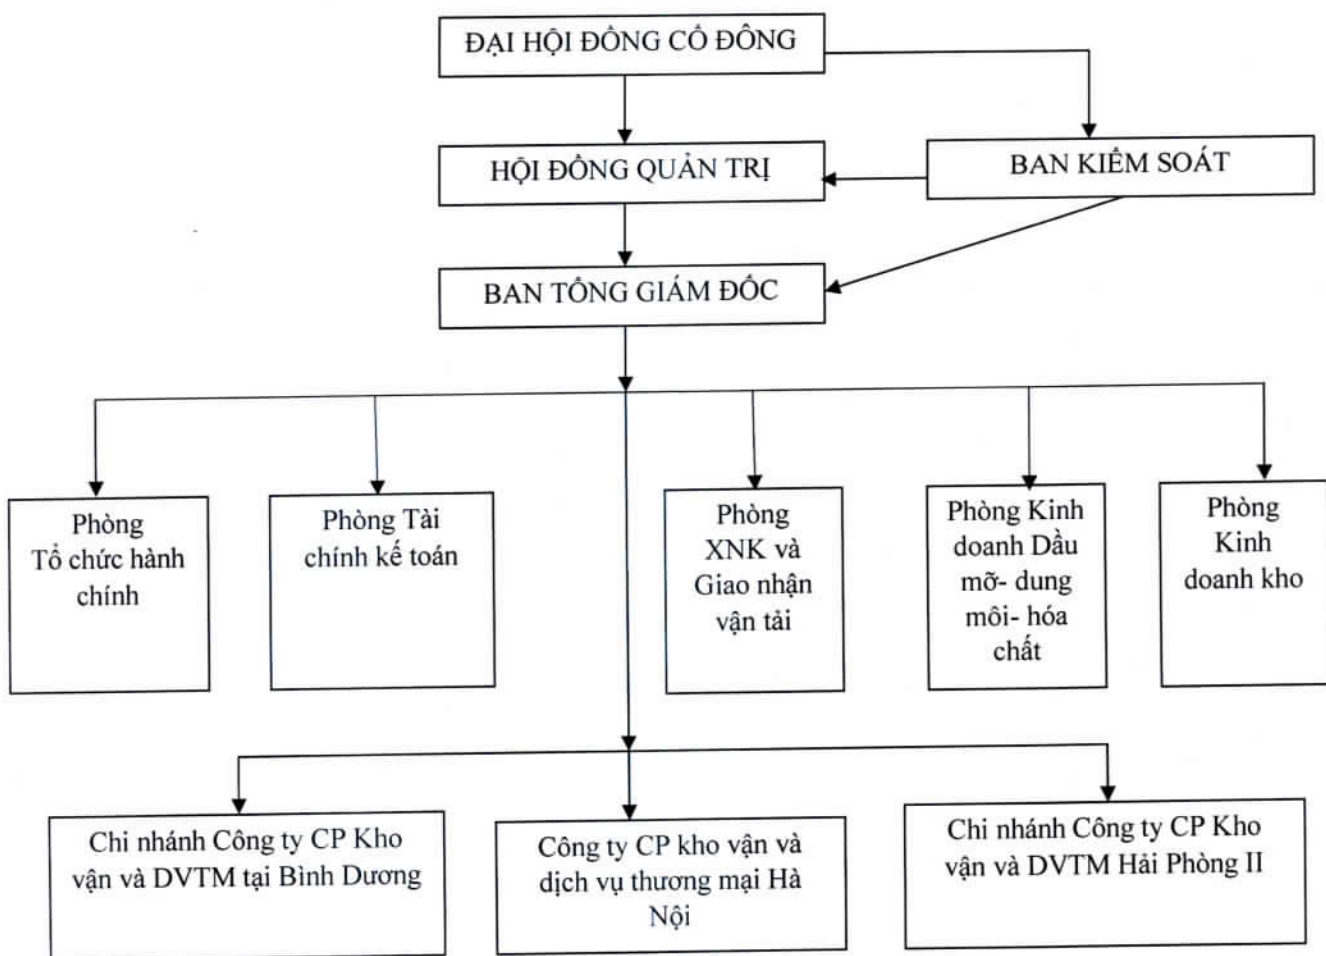 ĐẠI HỘI ĐỒNG CỔ ĐÔNG
HỘI ĐỒNG QUẢN TRỊ
BAN KIỂM SOÁT
BAN TỔNG GIÁM ĐỐC
Phòng
Tổ chức hành
chính
Phòng Tài
chính kế toán
Phòng
XNK và
Giao nhận
vận tải
Phòng Kinh
doanh Dầu
mỡ- dung
môi- hóa
chất
Phòng
Kinh
doanh kho
Chi nhánh Công ty CP Kho
vận và DVTM tại Bình Dương
Công ty CP kho vận và
dịch vụ thương mại Hà
Nội
Chi nhánh Công ty CP Kho
vận và DVTM Hải Phòng II